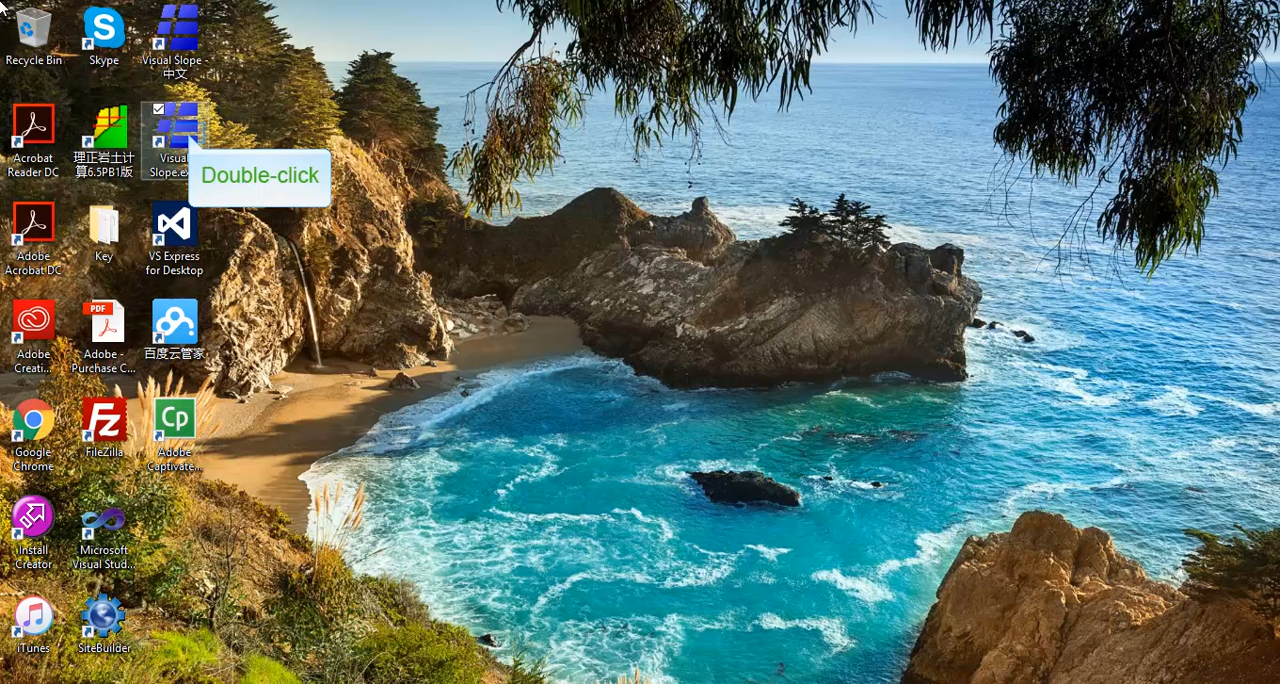 Recycle Bin
Skype
Visual Slope -
中文
Acrobat
Reader DC
理正岩土计
算6.5PB1版
Visual
Slope.ex
Double-click
Adobe
Acrobat DC
Key
VS Express
for Desktop
Adobe
Creati...
PDF
Adobe -
Purchase C...
百度云管家
Google
Chrome
FileZilla
Cp
Adobe
Captivate...
Install
Creator
Microsoft
Visual Stud...
iTunes
SiteBuilder